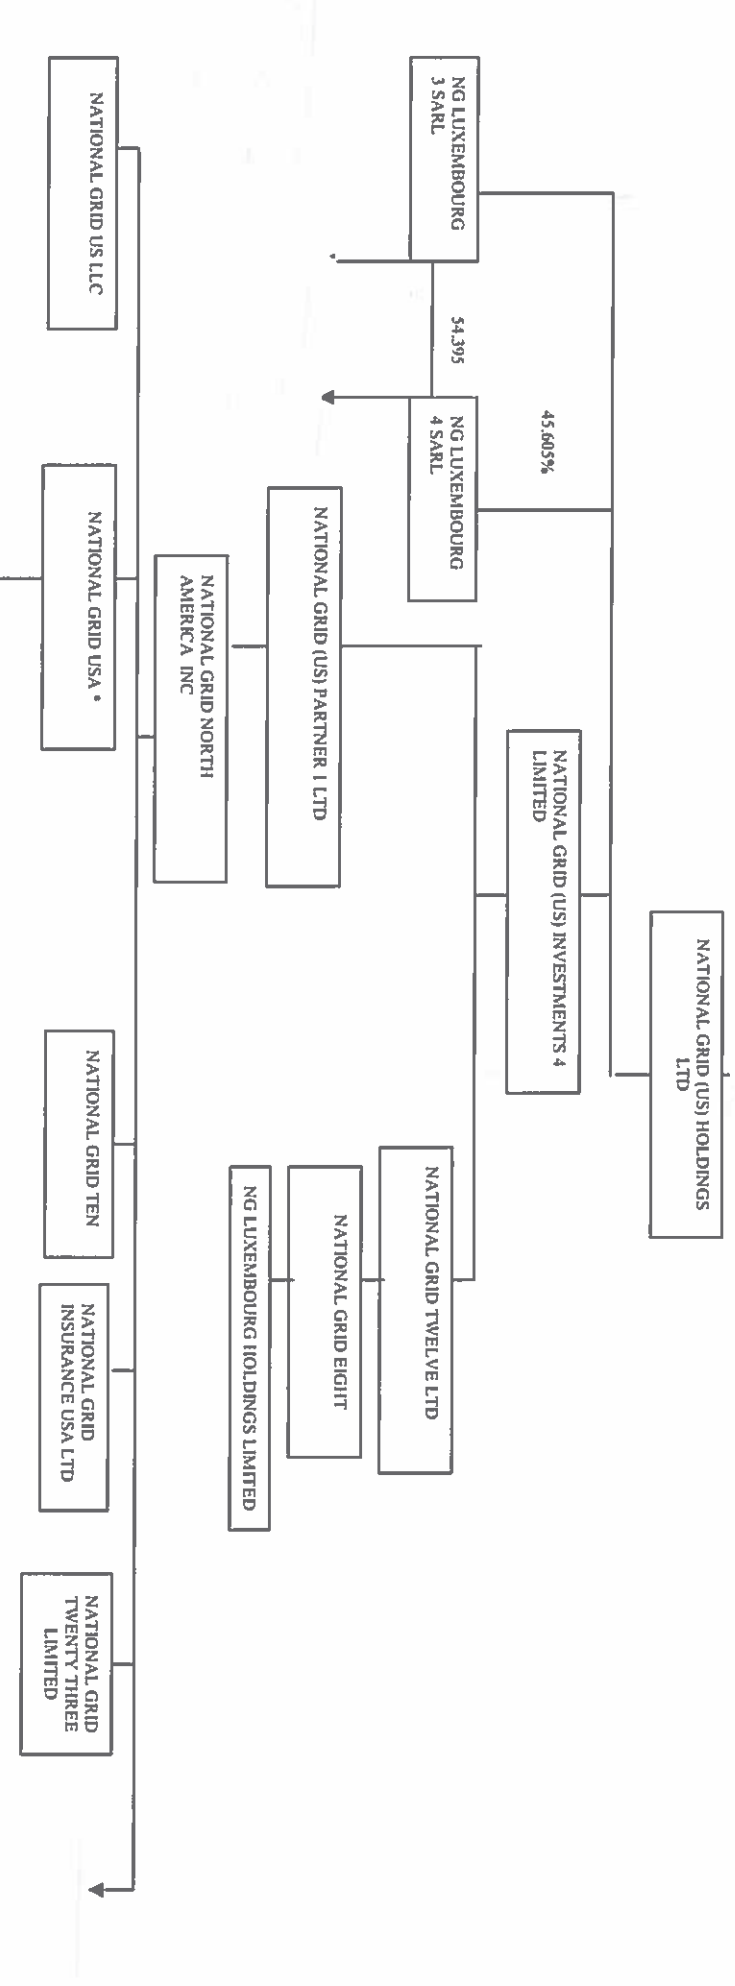 NATIONAL GRID (US) HOLDINGS
LTD
NATIONAL GRID (US) INVESTMENTS 4
LIMITED
45.605%
NG LUXEMBOURG
3 SARL
54.395
NG LUXEMBOURG
4 SARL
NATIONAL GRID TWELVE LTD
NATIONAL GRID (US) PARTNER 1 LTD
NATIONAL GRID EIGHT
NG LUXEMBOURG HOLDINGS LIMITED
NATIONAL GRID NORTH
AMERICA INC
NATIONAL GRID US LLC
NATIONAL GRID USA *
NATIONAL GRID TEN
NATIONAL GRID
INSURANCE USA LTD
NATIONAL GRID
TWENTY THREE
LIMITED